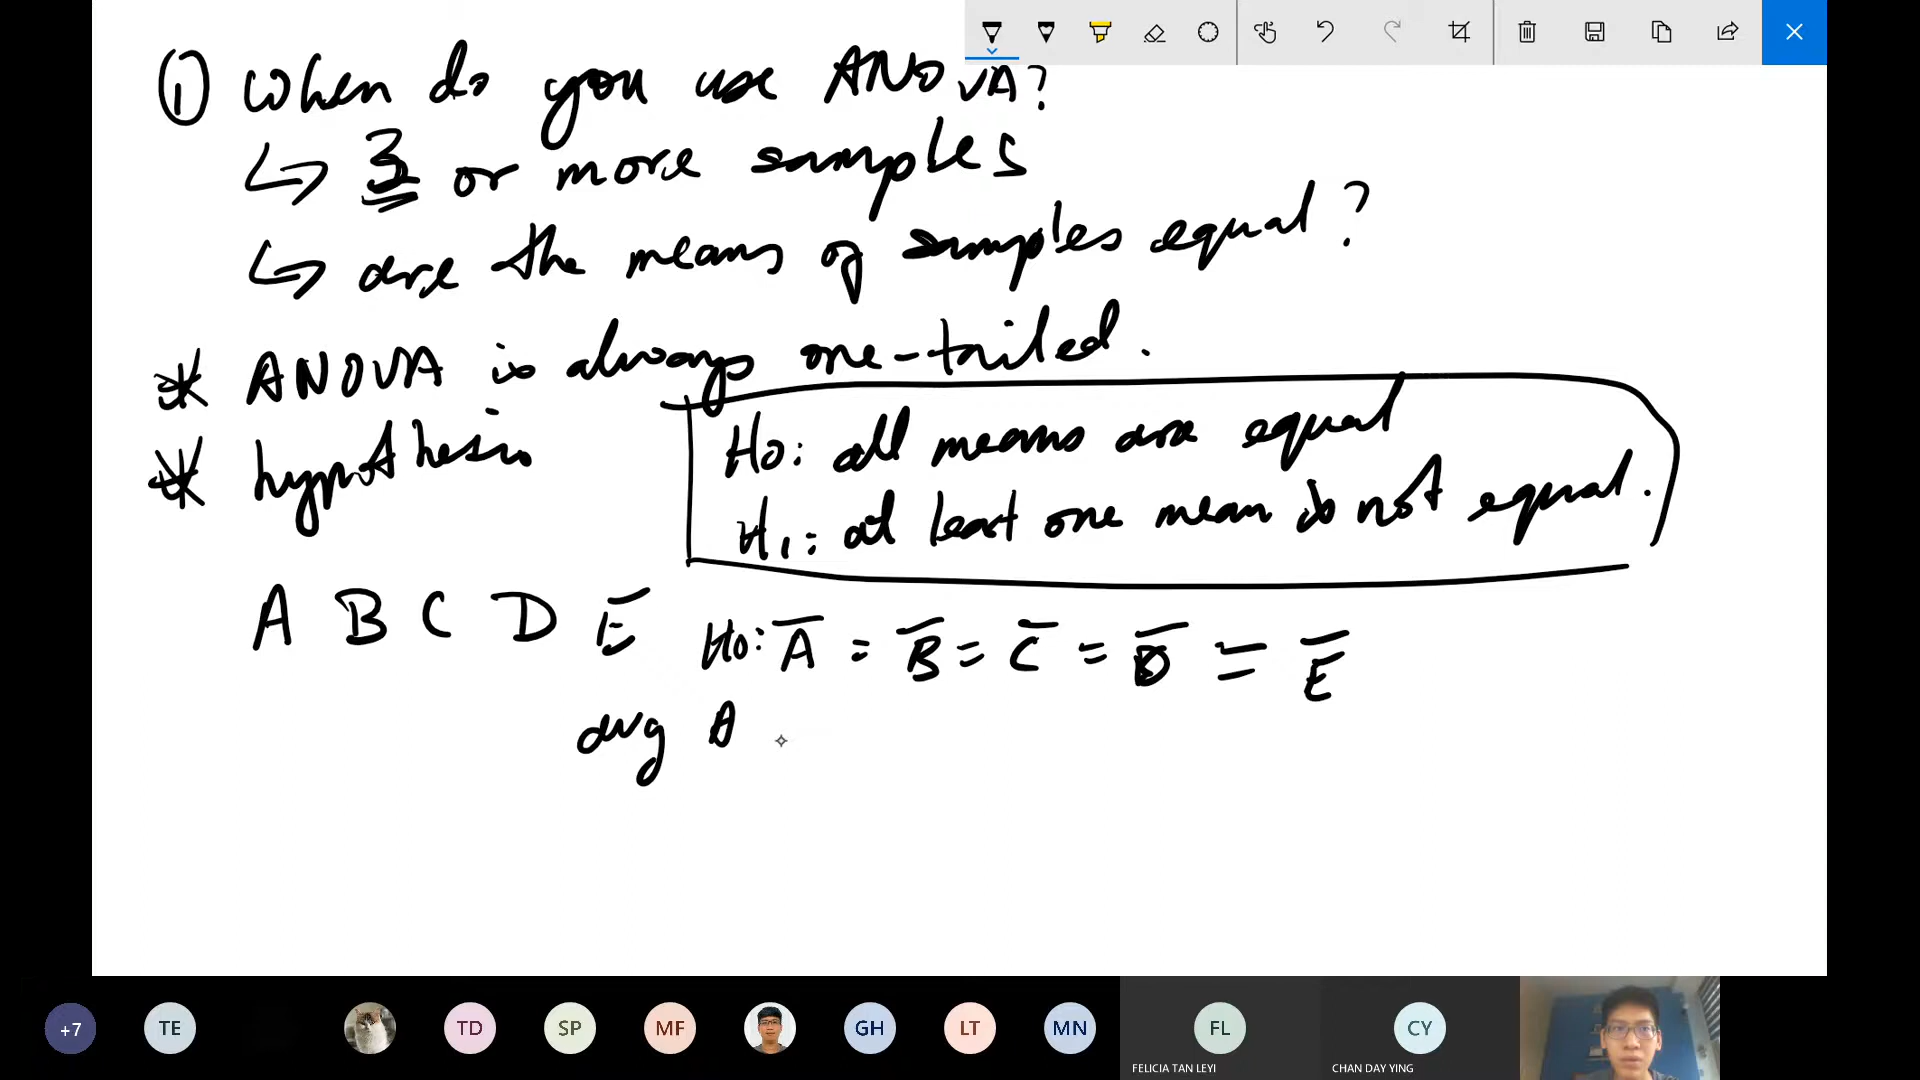 ① When do you use ANOVA?
↳ 3 or more samples
↳ are the means of samples equal?
* ANOVA is always one-tailed.
* hypothesis
H0: all means are equal
H1: at least one mean is not equal.
A B C D E
H0: A̅ = B̅ = C̅ = D̅ = E̅
avg A
+7 TE TD SP MF GH LT MN FL CY
FELICIA TAN LEYI CHAN DAY YING